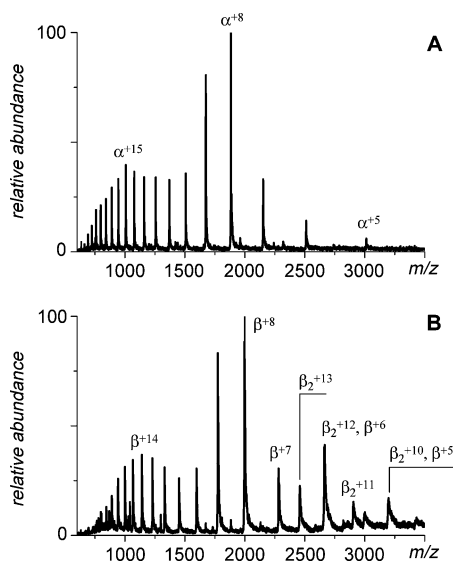 α⁺⁸
100
A
relative abundance
α⁺¹⁵
α⁺⁵
0
1000 1500 2000 2500 3000 m/z
100
β⁺⁸
B
β₂⁺¹³
relative abundance
β⁺¹⁴
β₂⁺¹², β⁺⁶
β⁺⁷
β₂⁺¹⁰, β⁺⁵
β₂⁺¹¹
0
1000 1500 2000 2500 3000 m/z